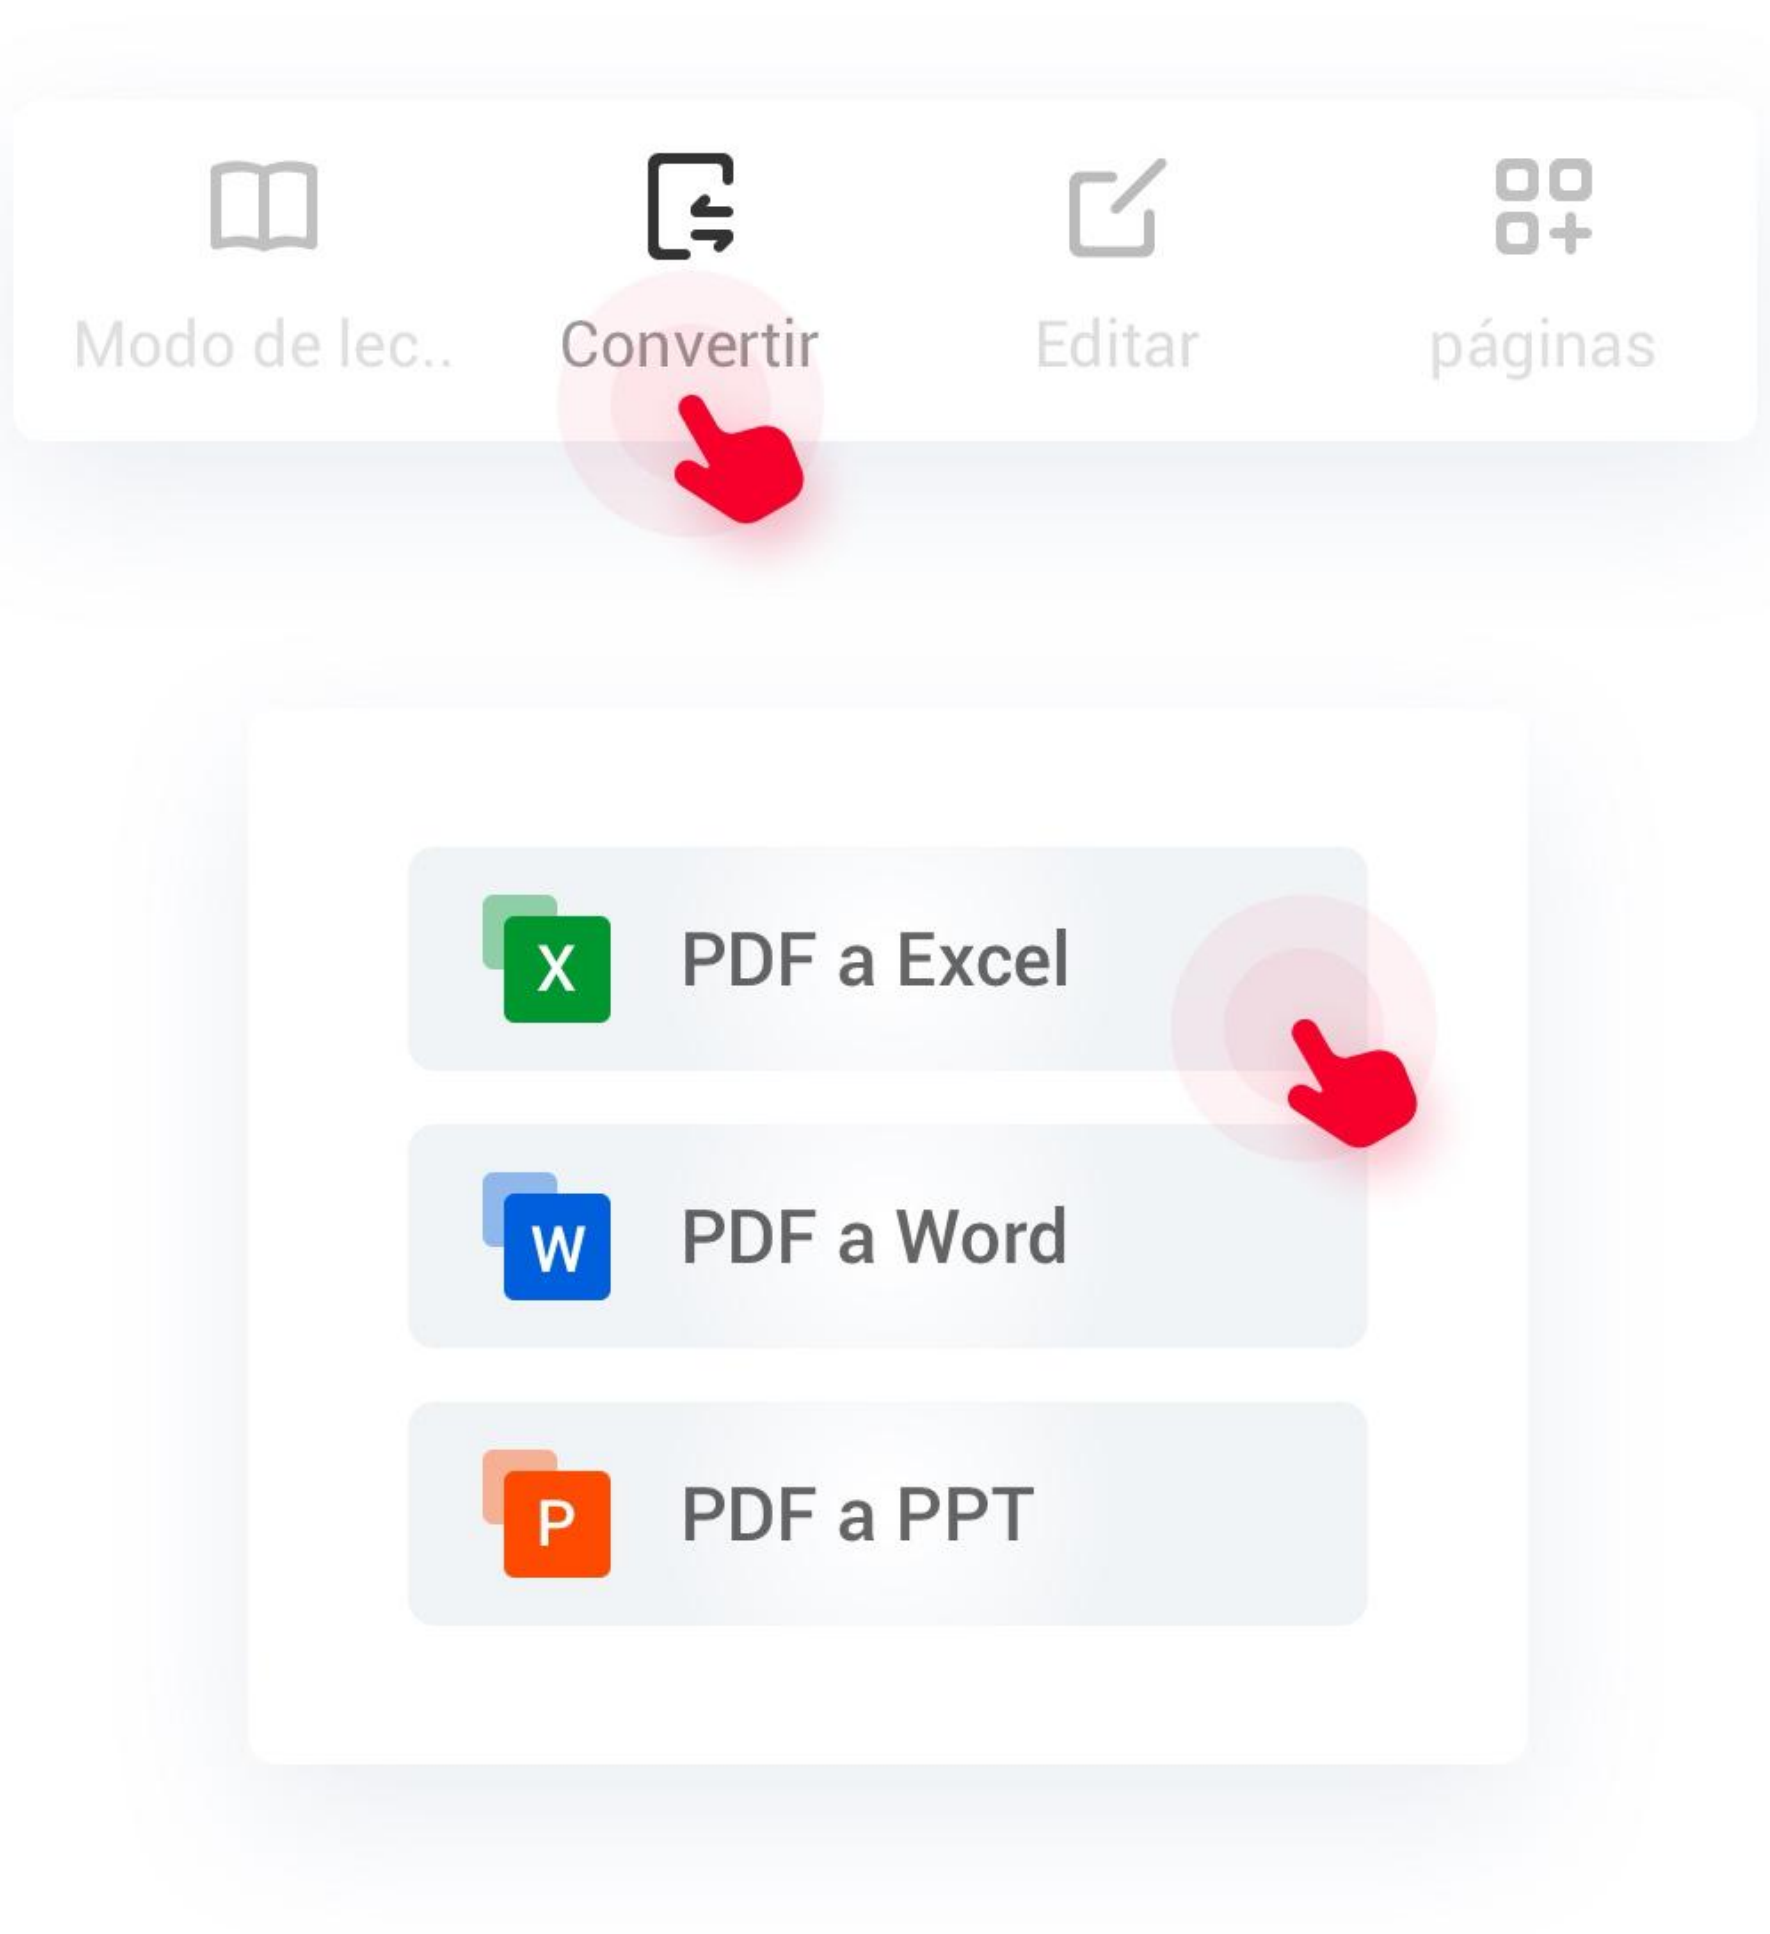 Modo de lec..
Convertir
Editar
páginas
X PDF a Excel
W PDF a Word
P PDF a PPT